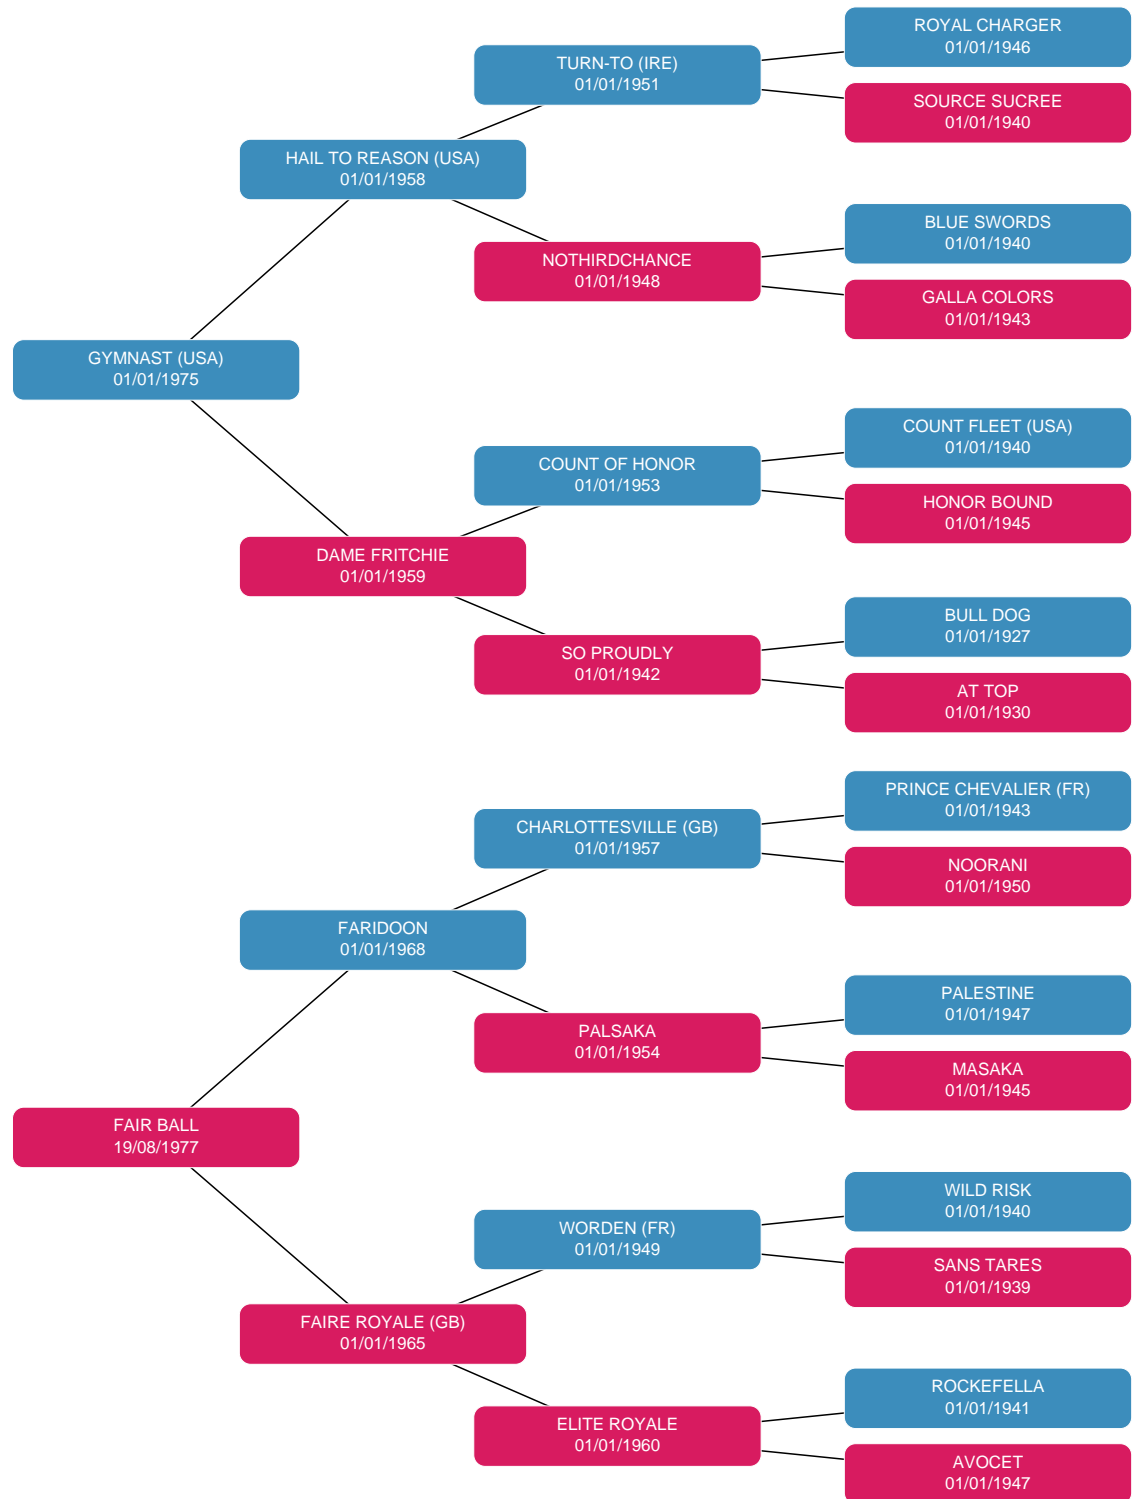 ROYAL CHARGER
01/01/1946
TURN-TO (IRE)
01/01/1951
SOURCE SUCREE
01/01/1940
HAIL TO REASON (USA)
01/01/1958
BLUE SWORDS
01/01/1940
NOTHIRDCHANCE
01/01/1948
GALLA COLORS
01/01/1943
GYMNAST (USA)
01/01/1975
COUNT FLEET (USA)
01/01/1940
COUNT OF HONOR
01/01/1953
HONOR BOUND
01/01/1945
DAME FRITCHIE
01/01/1959
BULL DOG
01/01/1927
SO PROUDLY
01/01/1942
AT TOP
01/01/1930
PRINCE CHEVALIER (FR)
01/01/1943
CHARLOTTESVILLE (GB)
01/01/1957
NOORANI
01/01/1950
FARIDOON
01/01/1968
PALESTINE
01/01/1947
PALSAKA
01/01/1954
MASAKA
01/01/1945
FAIR BALL
19/08/1977
WILD RISK
01/01/1940
WORDEN (FR)
01/01/1949
SANS TARES
01/01/1939
FAIRE ROYALE (GB)
01/01/1965
ROCKEFELLA
01/01/1941
ELITE ROYALE
01/01/1960
AVOCET
01/01/1947